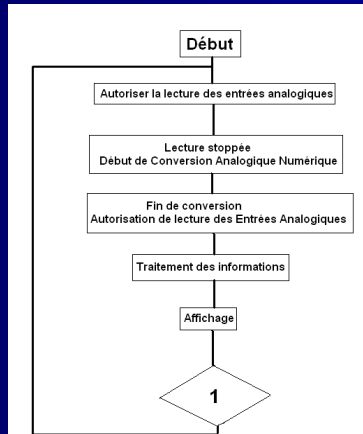 Début
Autoriser la lecture des entrées analogiques
Lecture stoppée
Début de Conversion Analogique Numérique
Fin de conversion
Autorisation de lecture des Entrées Analogiques
Traitement des informations
Affichage
1